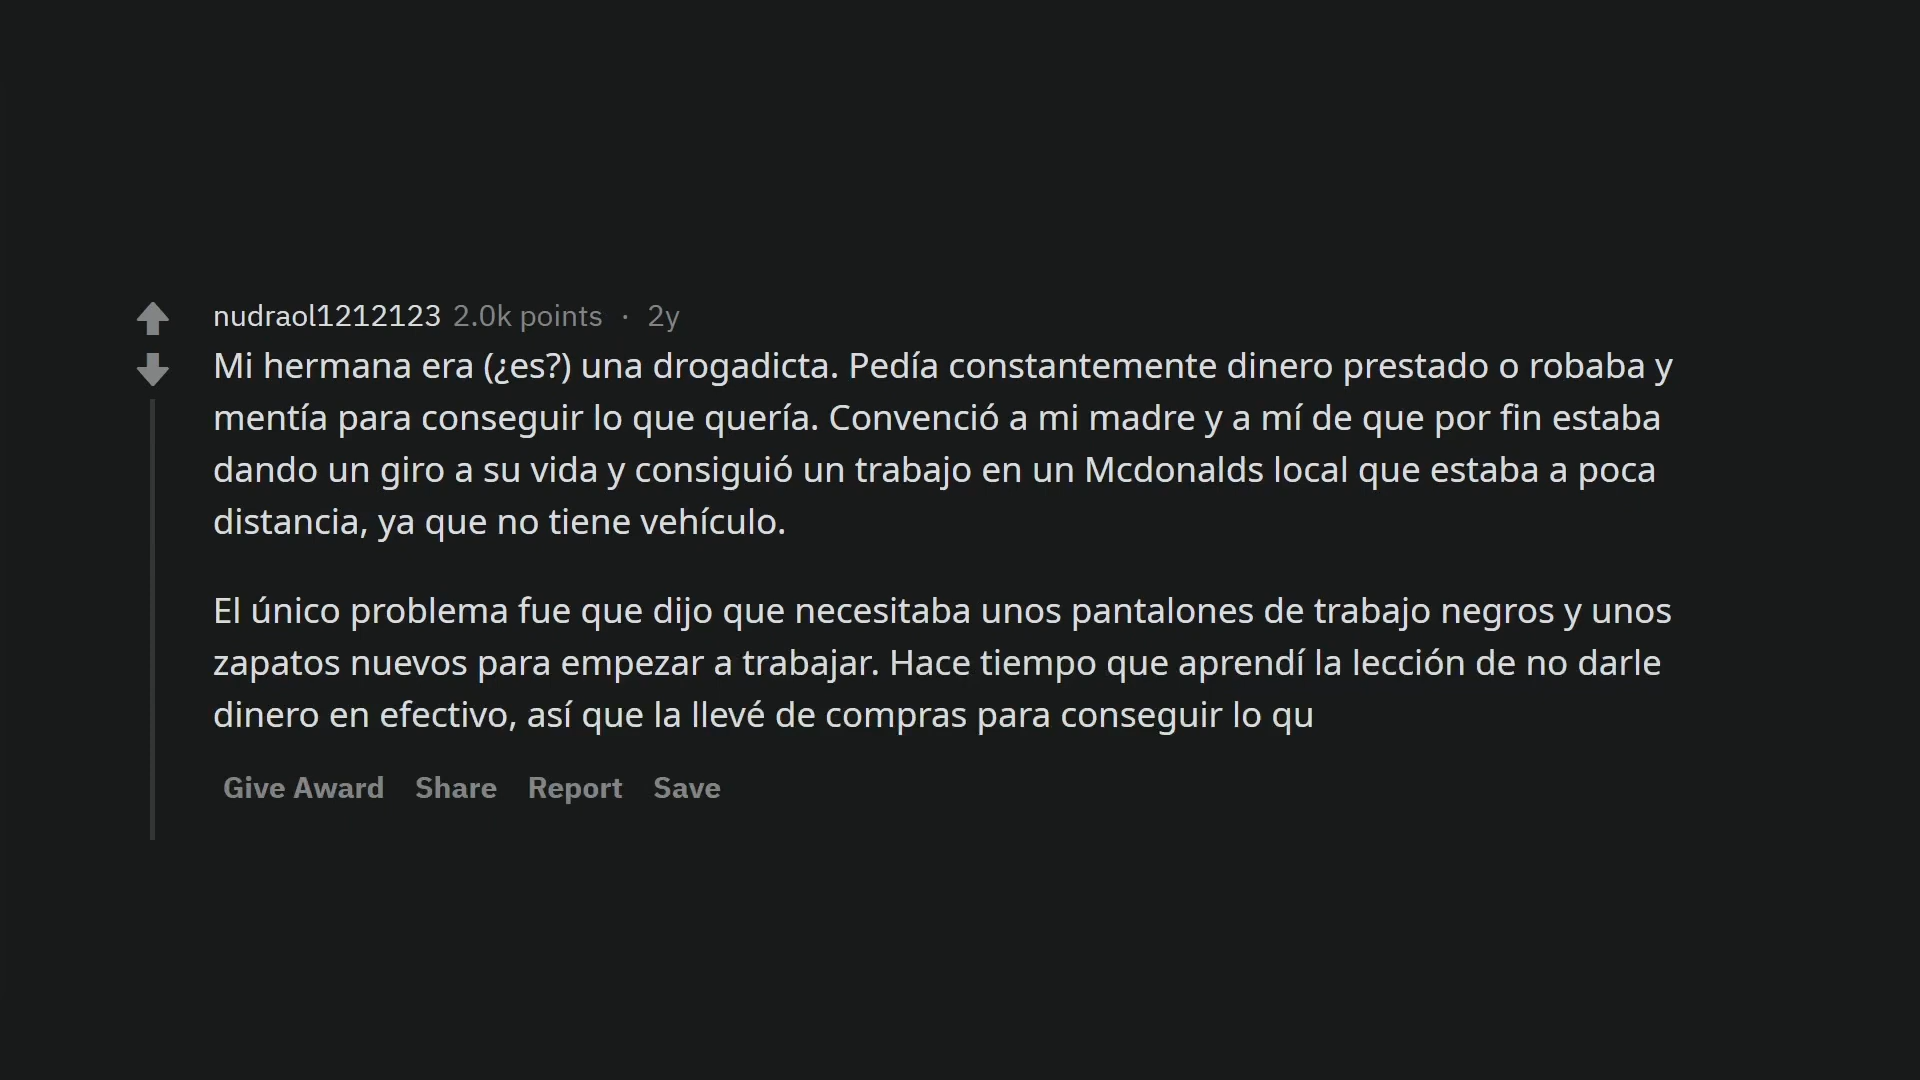 nudraol1212123 2.0k points · 2y
Mi hermana era (¿es?) una drogadicta. Pedía constantemente dinero prestado o robaba y
mentía para conseguir lo que quería. Convenció a mi madre y a mí de que por fin estaba
dando un giro a su vida y consiguió un trabajo en un Mcdonalds local que estaba a poca
distancia, ya que no tiene vehículo.
El único problema fue que dijo que necesitaba unos pantalones de trabajo negros y unos
zapatos nuevos para empezar a trabajar. Hace tiempo que aprendí la lección de no darle
dinero en efectivo, así que la llevé de compras para conseguir lo qu
Give Award Share Report Save